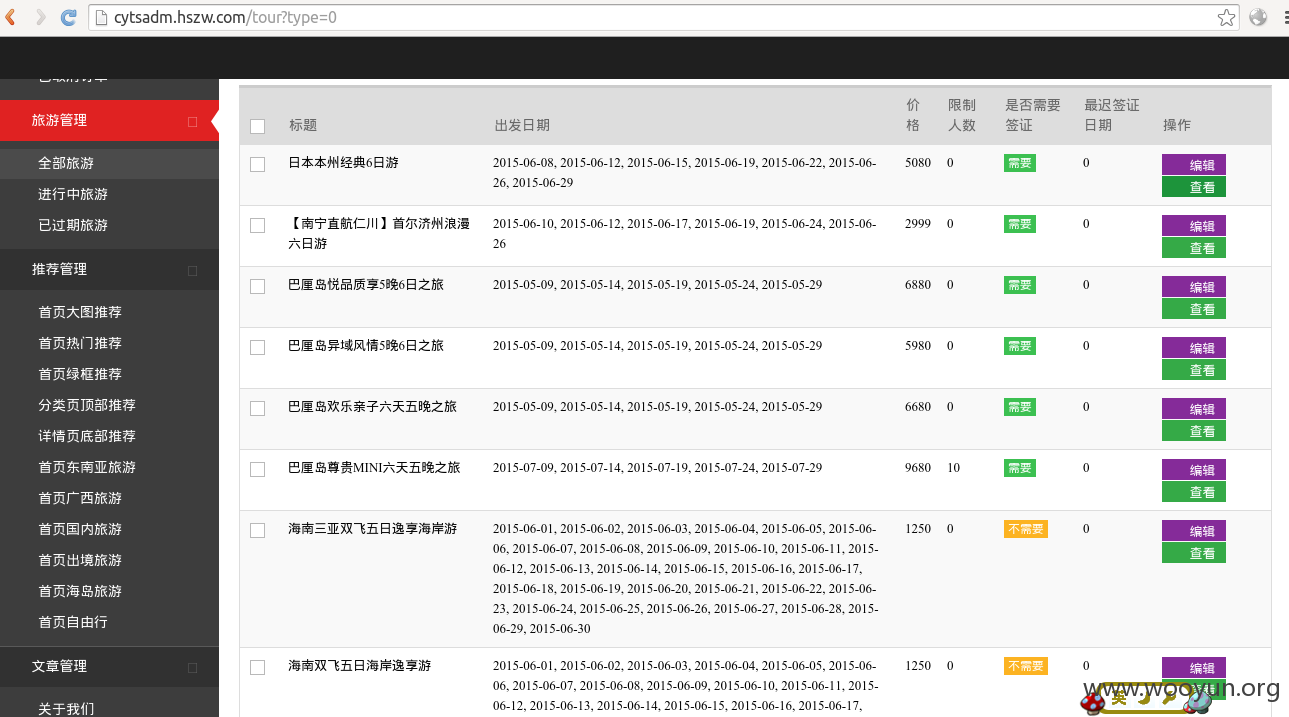 cytsadm.hszw.com/tour?type=0
已取消订单
旅游管理
全部旅游
进行中旅游
已过期旅游
推荐管理
首页大图推荐
首页热门推荐
首页绿框推荐
分类页顶部推荐
详情页底部推荐
首页东南亚旅游
首页广西旅游
首页国内旅游
首页出境旅游
首页海岛旅游
首页自由行
文章管理
关于我们
标题 出发日期 价格 限制人数 是否需要签证 最迟签证日期 操作
日本本州经典6日游 2015-06-08, 2015-06-12, 2015-06-15, 2015-06-19, 2015-06-22, 2015-06- 5080 0 需要 0 编辑
26, 2015-06-29 查看
【南宁直航仁川】首尔济州浪漫 2015-06-10, 2015-06-12, 2015-06-17, 2015-06-19, 2015-06-24, 2015-06- 2999 0 需要 0 编辑
六日游 26 查看
巴厘岛悦品质享5晚6日之旅 2015-05-09, 2015-05-14, 2015-05-19, 2015-05-24, 2015-05-29 6880 0 需要 0 编辑
查看
巴厘岛异域风情5晚6日之旅 2015-05-09, 2015-05-14, 2015-05-19, 2015-05-24, 2015-05-29 5980 0 需要 0 编辑
查看
巴厘岛欢乐亲子六天五晚之旅 2015-05-09, 2015-05-14, 2015-05-19, 2015-05-24, 2015-05-29 6680 0 需要 0 编辑
查看
巴厘岛尊贵MINI六天五晚之旅 2015-07-09, 2015-07-14, 2015-07-19, 2015-07-24, 2015-07-29 9680 10 需要 0 编辑
查看
海南三亚双飞五日逸享海岸游 2015-06-01, 2015-06-02, 2015-06-03, 2015-06-04, 2015-06-05, 2015-06- 1250 0 不需要 0 编辑
06, 2015-06-07, 2015-06-08, 2015-06-09, 2015-06-10, 2015-06-11, 2015- 查看
06-12, 2015-06-13, 2015-06-14, 2015-06-15, 2015-06-16, 2015-06-17,
2015-06-18, 2015-06-19, 2015-06-20, 2015-06-21, 2015-06-22, 2015-06-
23, 2015-06-24, 2015-06-25, 2015-06-26, 2015-06-27, 2015-06-28, 2015-
06-29, 2015-06-30
海南双飞五日海岸逸享游 2015-06-01, 2015-06-02, 2015-06-03, 2015-06-04, 2015-06-05, 2015-06- 1250 0 不需要 0 编辑
06, 2015-06-07, 2015-06-08, 2015-06-09, 2015-06-10, 2015-06-11, 2015-
06-12, 2015-06-13, 2015-06-14, 2015-06-15, 2015-06-16, 2015-06-17,
www.wooyun.org
英